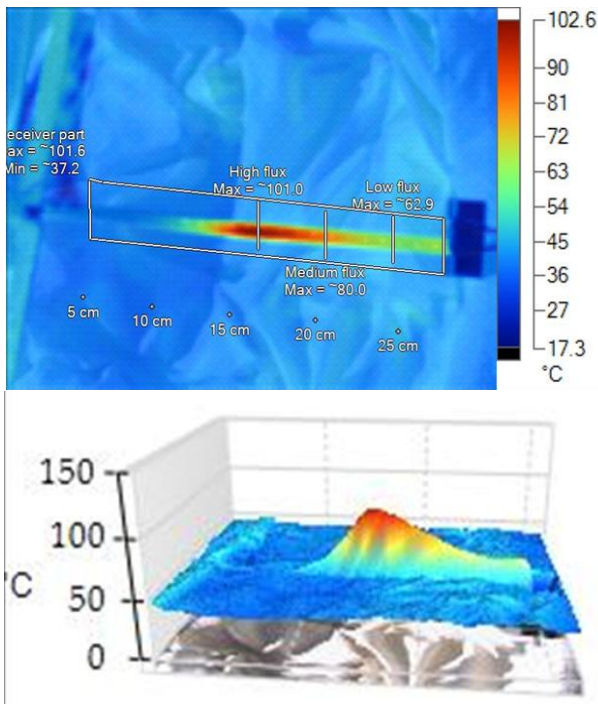 102.6
90
81
72
63
54
45
36
27
17.3
°C
eceiver part
ax = ~101.6
Min = ~37.2
High flux
Max = ~101.0
Low flux
Max = ~62.9
Medium flux
Max = ~80.0
5 cm
10 cm
15 cm
20 cm
25 cm
150
100
50
0
°C